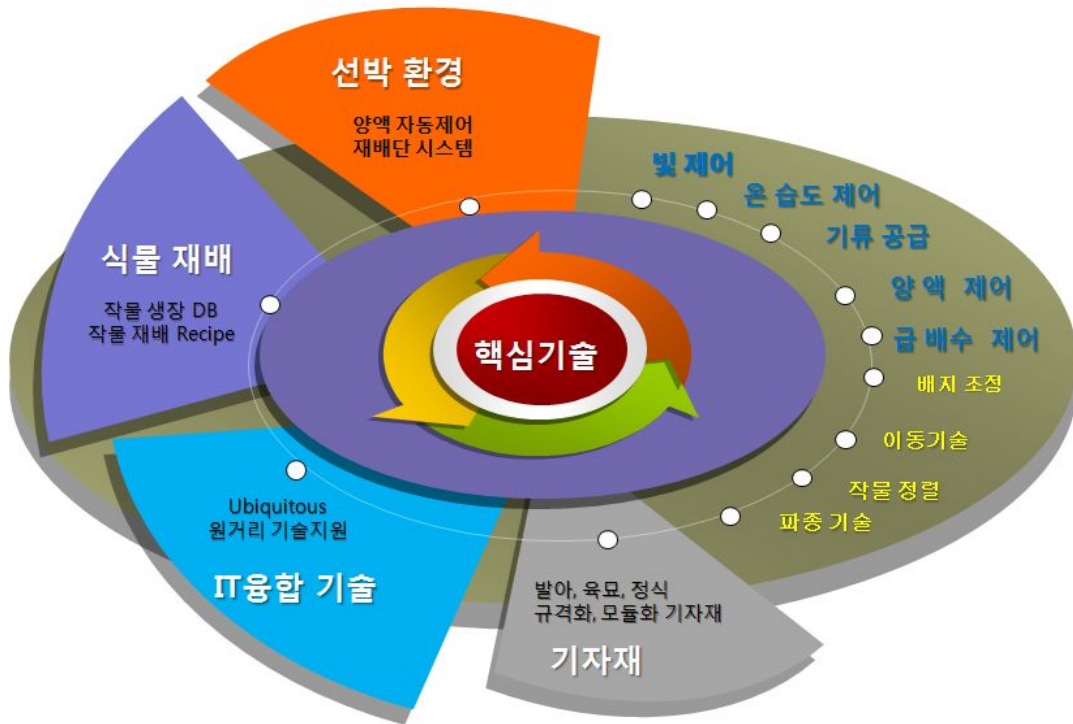 선박 환경
양액 자동제어
재배단 시스템
빛 제어
온 습도 제어
기류 공급
양 액 제어
급 배수 제어
배지 조정
이동기술
작물 정렬
파종 기술
식물 재배
작물 생장 DB
작물 재배 Recipe
핵심기술
Ubiquitous
원거리 기술지원
IT융합 기술
발아, 육묘, 정식
규격화, 모듈화 기자재
기자재